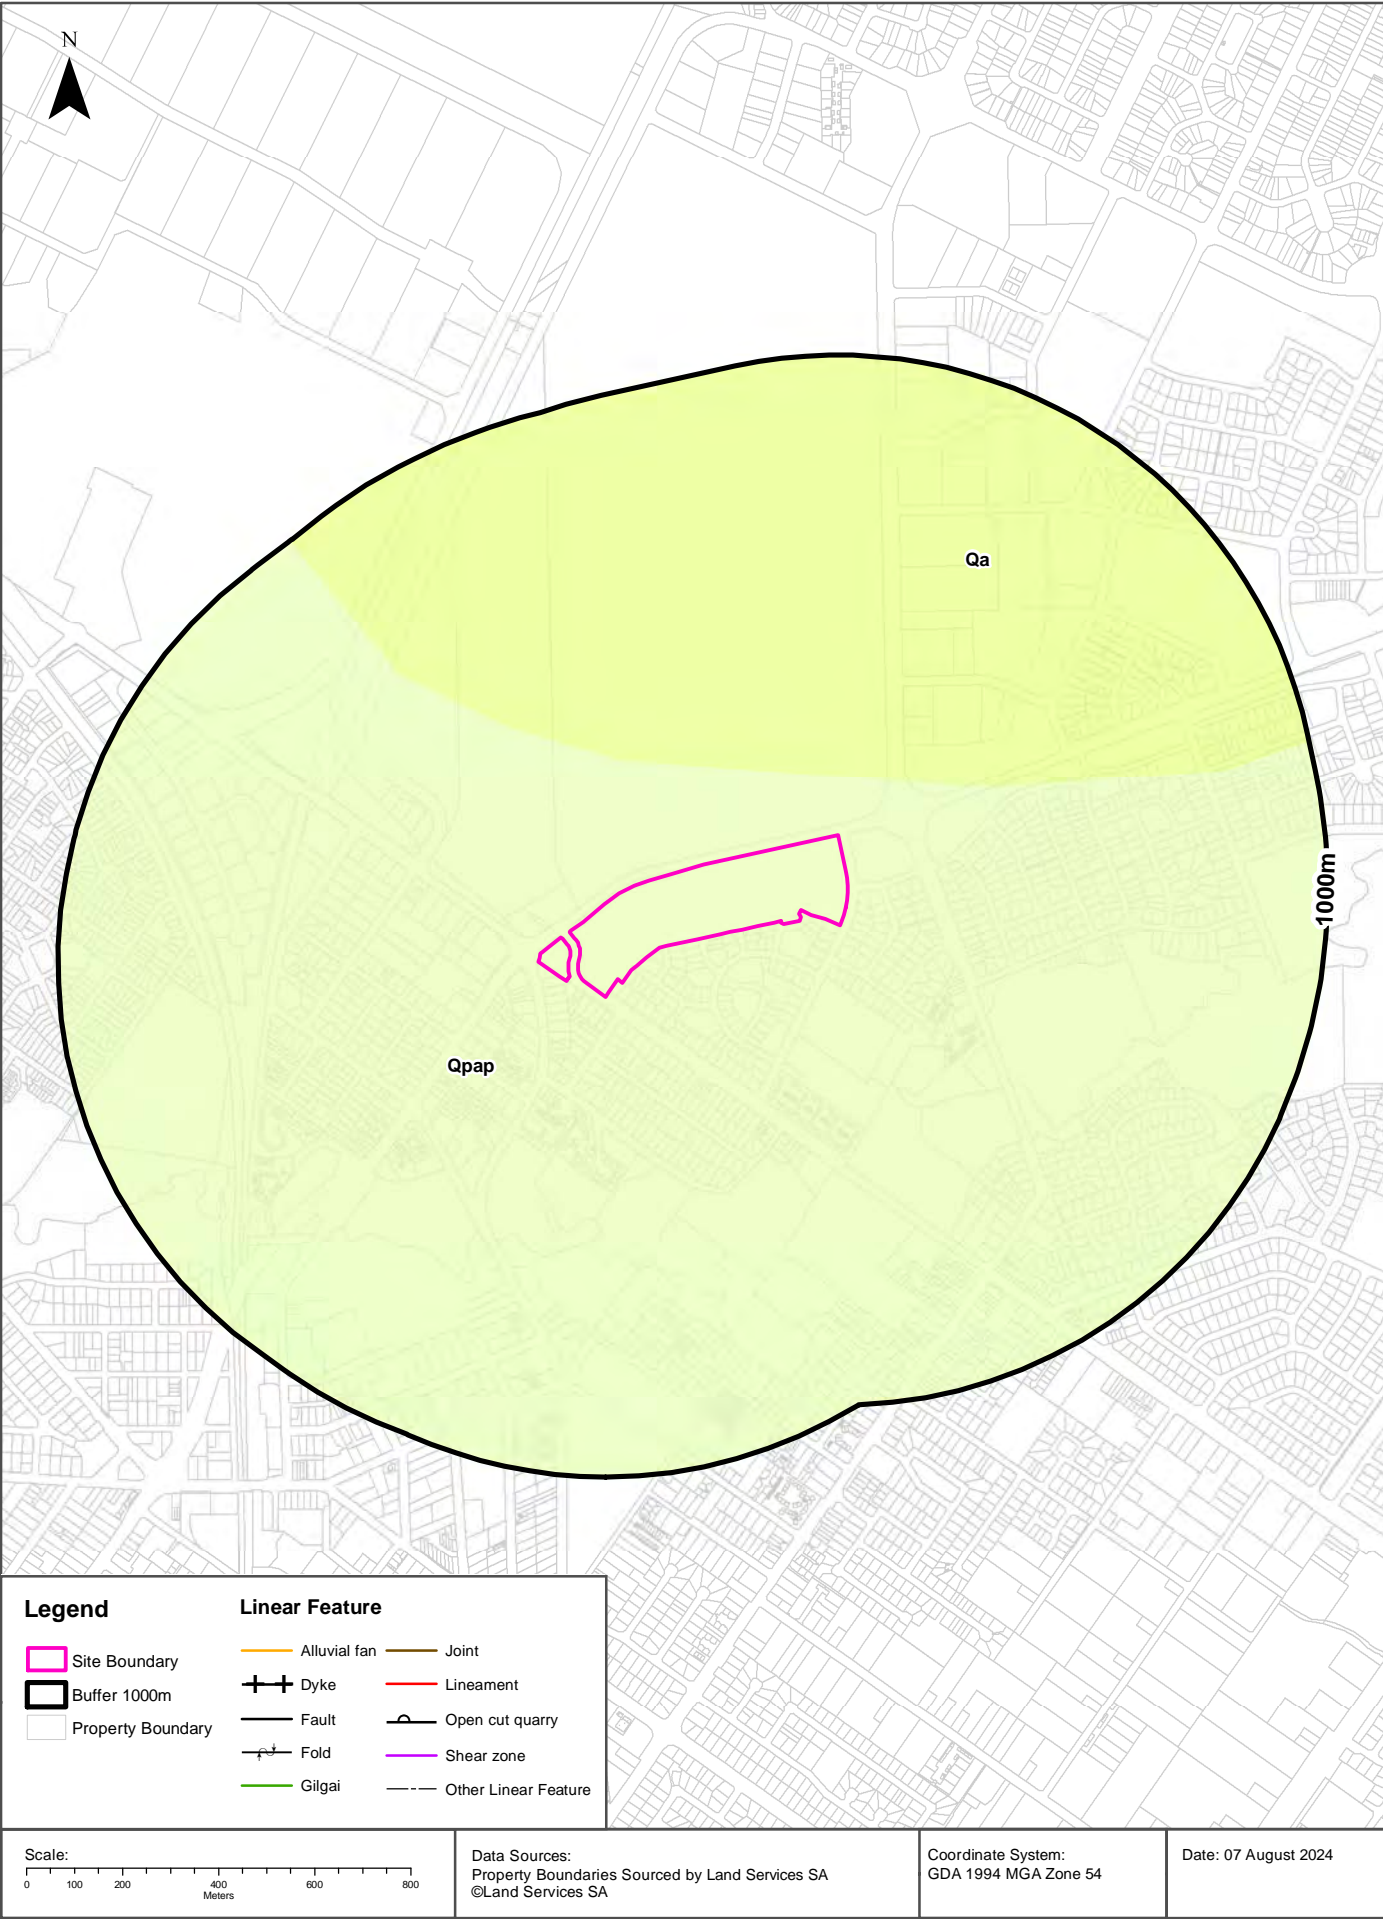 N
Qa
1000m
Qpap
Legend
Site Boundary
Buffer 1000m
Property Boundary
Linear Feature
Alluvial fan
Dyke
Fault
Fold
Gilgai
Joint
Lineament
Open cut quarry
Shear zone
Other Linear Feature
Scale:
0 100 200 400 600 800
Meters
Data Sources:
Property Boundaries Sourced by Land Services SA
©Land Services SA
Coordinate System:
GDA 1994 MGA Zone 54
Date: 07 August 2024